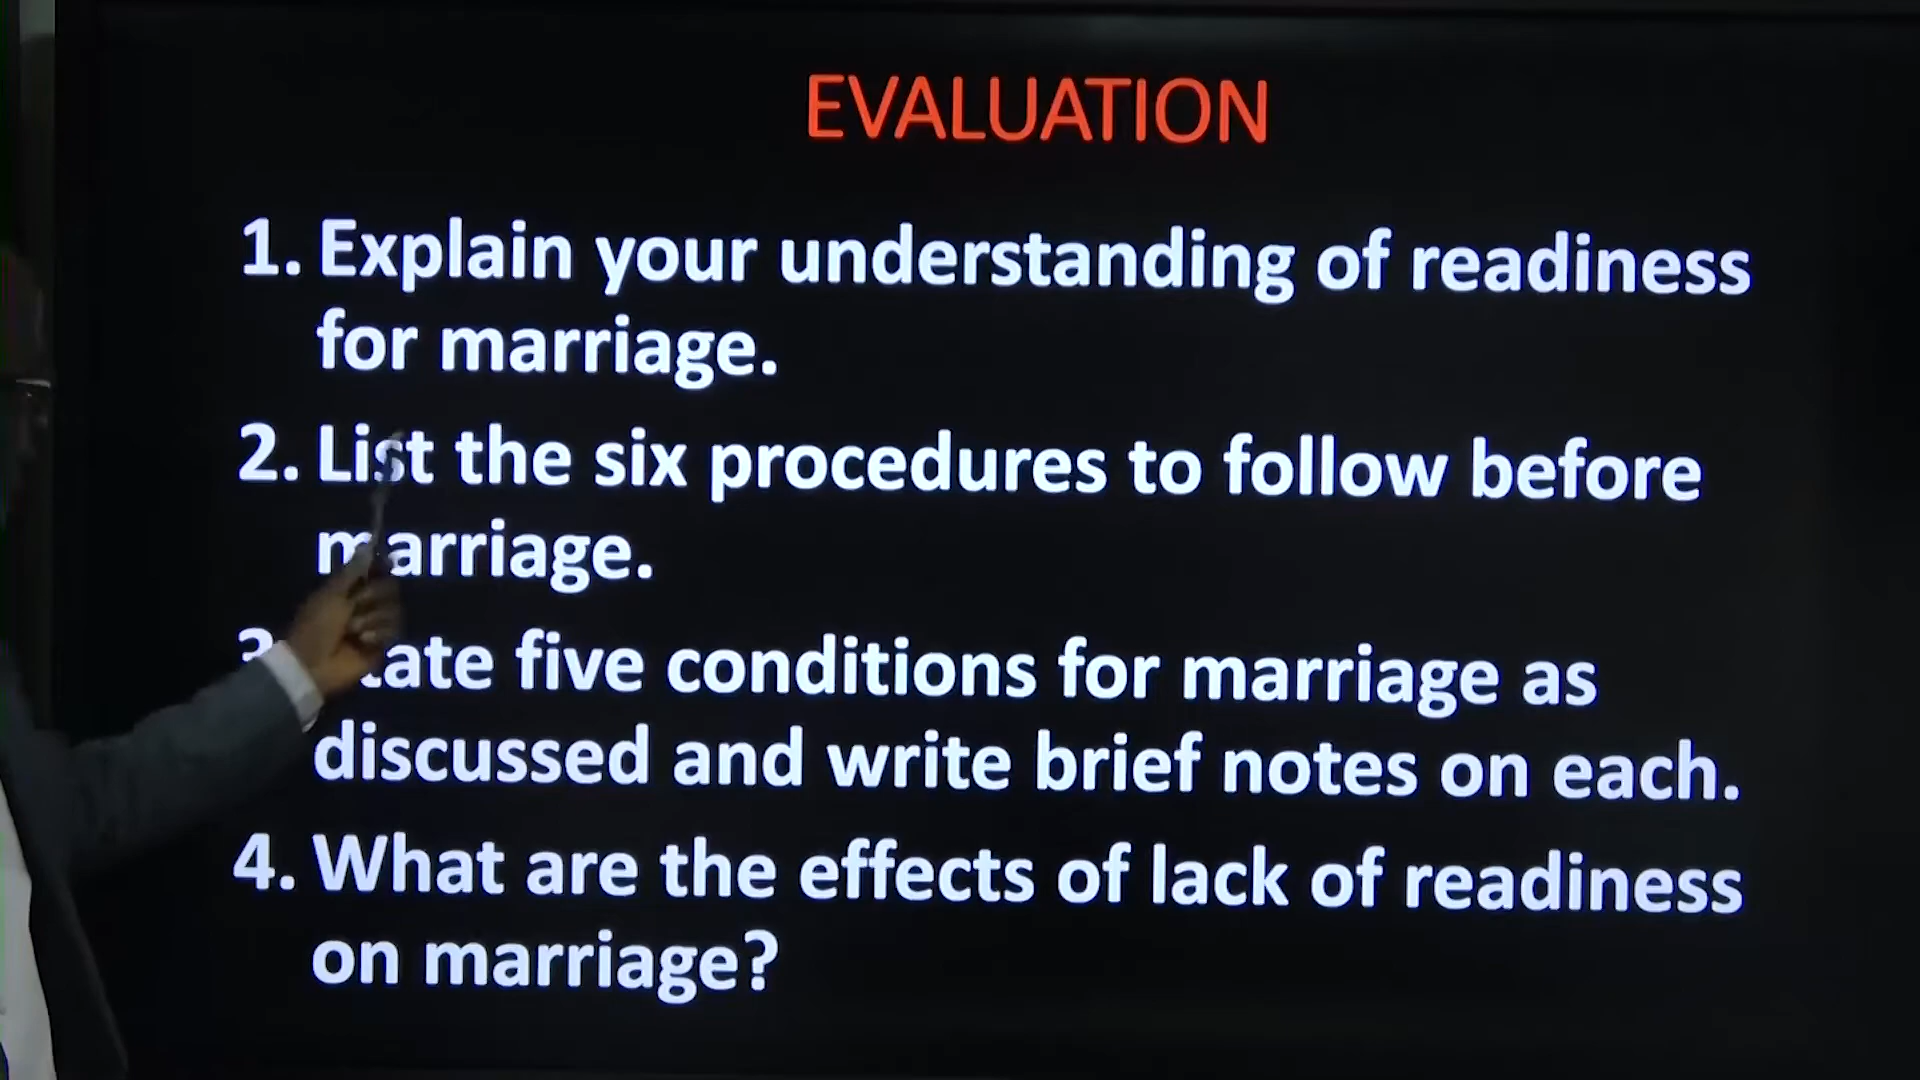 EVALUATION
1. Explain your understanding of readiness
for marriage.
2. List the six procedures to follow before
marriage.
five conditions for marriage as
discussed and write brief notes on each.
4. What are the effects of lack of readiness
on marriage?